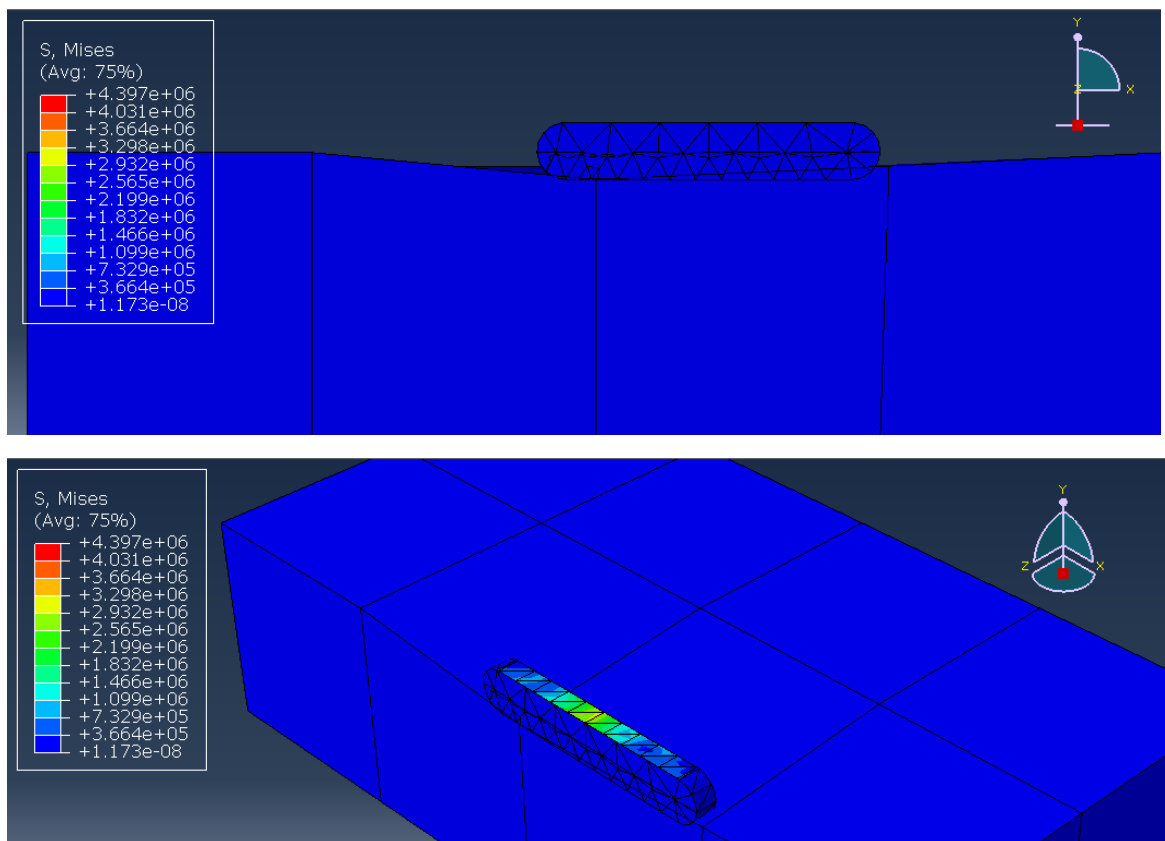 S, Mises
(Avg: 75%)
+4.397e+06
+4.031e+06
+3.664e+06
+3.298e+06
+2.932e+06
+2.565e+06
+2.199e+06
+1.832e+06
+1.466e+06
+1.099e+06
+7.329e+05
+3.664e+05
+1.173e-08
Y
Z
X
S, Mises
(Avg: 75%)
+4.397e+06
+4.031e+06
+3.664e+06
+3.298e+06
+2.932e+06
+2.565e+06
+2.199e+06
+1.832e+06
+1.466e+06
+1.099e+06
+7.329e+05
+3.664e+05
+1.173e-08
Y
Z
X